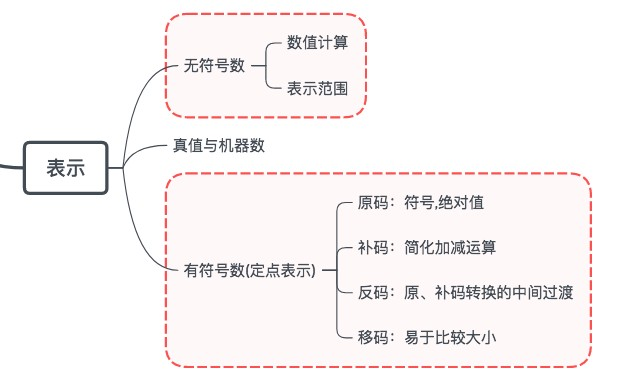 表示
无符号数
数值计算
表示范围
真值与机器数
有符号数(定点表示)
原码：符号,绝对值
补码：简化加减运算
反码：原、补码转换的中间过渡
移码：易于比较大小